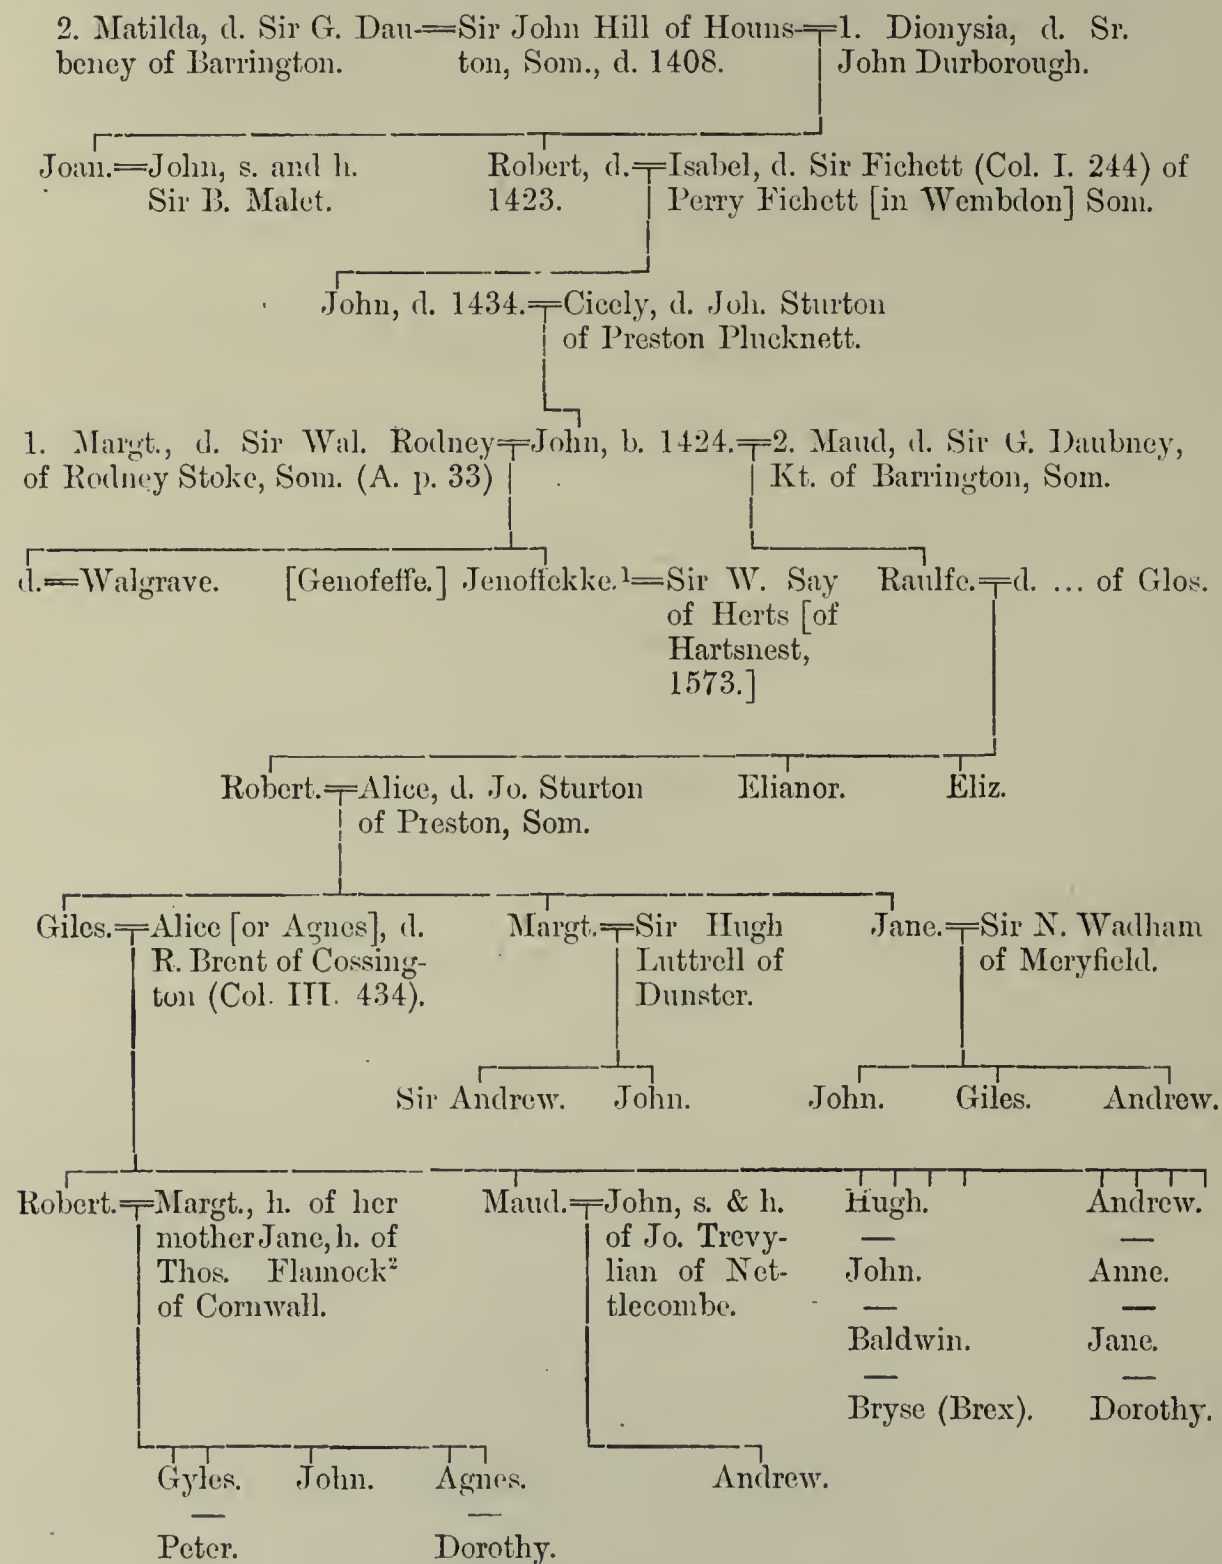 2. Matilda, d. Sir G. Dau-=Sir John Hill of Houns-=1. Dionysia, d. Sr.
beney of Barrington. ton, Som., d. 1408. John Durborough.
Joan.=John, s. and h. Robert, d.=Isabel, d. Sir Fichett (Col. I. 244) of
Sir B. Malet. 1423. Perry Fichett [in Wembdon] Som.
John, d. 1434.=Cicely, d. Joh. Sturton
of Preston Plucknett.
1. Margt., d. Sir Wal. Rodney=John, b. 1424.=2. Maud, d. Sir G. Daubney,
of Rodney Stoke, Som. (A. p. 33) Kt. of Barrington, Som.
d.=Walgrave. [Genofeffe.] Jenoffekke.¹=Sir W. Say Raulfe.=d. ... of Glos.
of Herts [of
Hartsnest,
1573.]
Robert.=Alice, d. Jo. Sturton Elianor. Eliz.
of Preston, Som.
Giles.=Alice [or Agnes], d. Margt.=Sir Hugh Jane.=Sir N. Wadham
R. Brent of Cossing- Luttrell of of Meryfield.
ton (Col. III. 434). Dunster.
Sir Andrew. John. John. Giles. Andrew.
Robert.=Margt., h. of her Maud.=John, s. & h. Hugh. Andrew.
mother Jane, h. of of Jo. Trevy- —  —
Thos. Flamock² lian of Net- John. Anne.
of Cornwall. tlecombe. — —
Baldwin. Jane.
— —
Bryse (Brex). Dorothy.
Gyles. John. Agnes. Andrew.
— —
Peter. Dorothy.